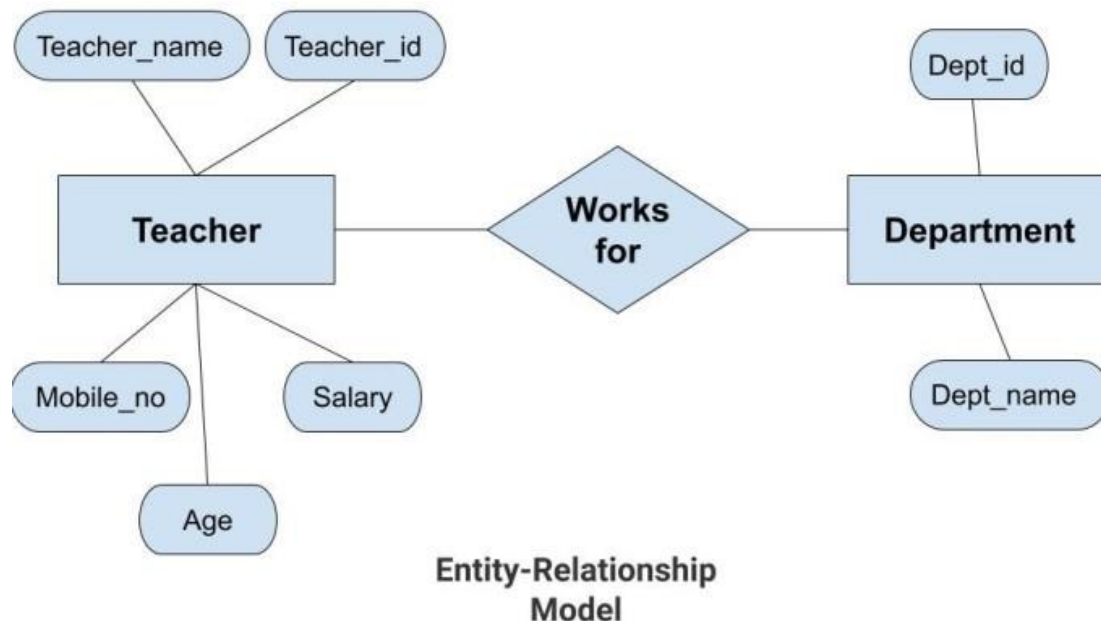 Teacher_name
Teacher_id
Dept_id
Teacher
Works
for
Department
Mobile_no
Salary
Dept_name
Age
Entity-Relationship
Model